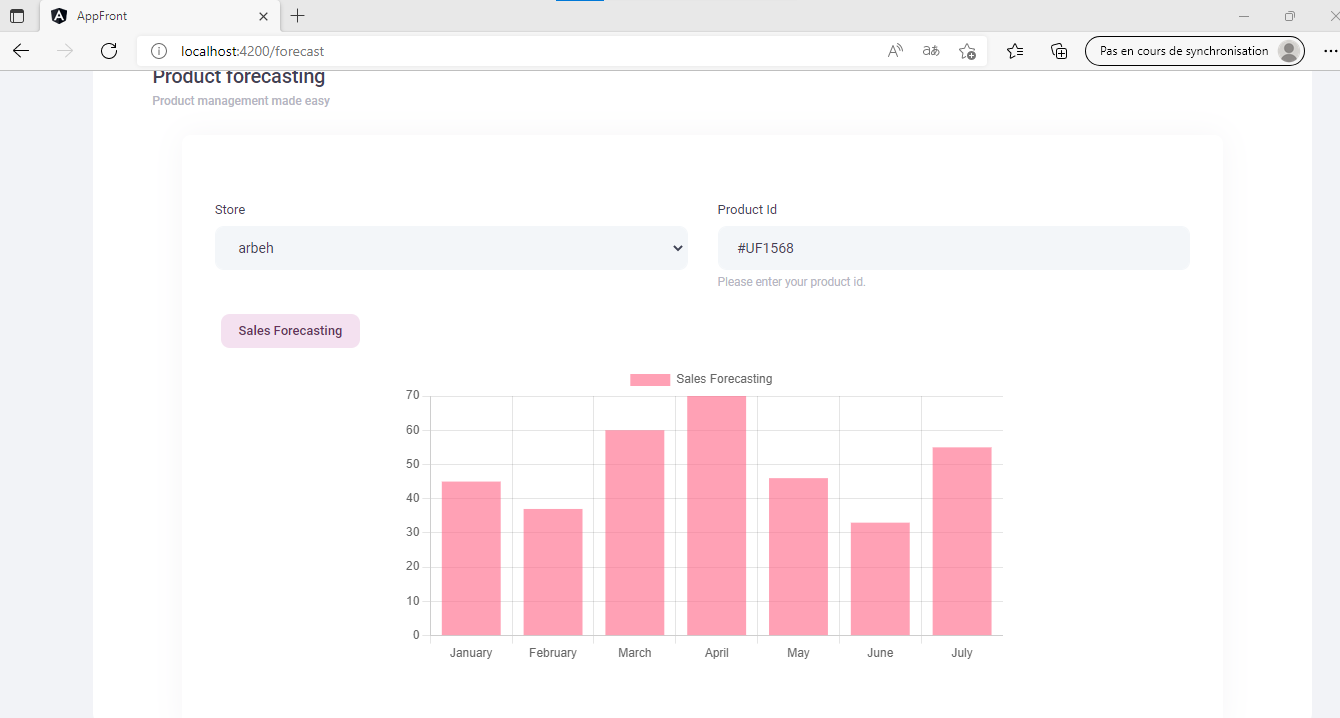 AppFront
localhost:4200/forecast
Pas en cours de synchronisation
Product forecasting
Product management made easy
Store
Product Id
arbeh
#UF1568
Please enter your product id.
Sales Forecasting
Sales Forecasting
70
60
50
40
30
20
10
0
January February March April May June July